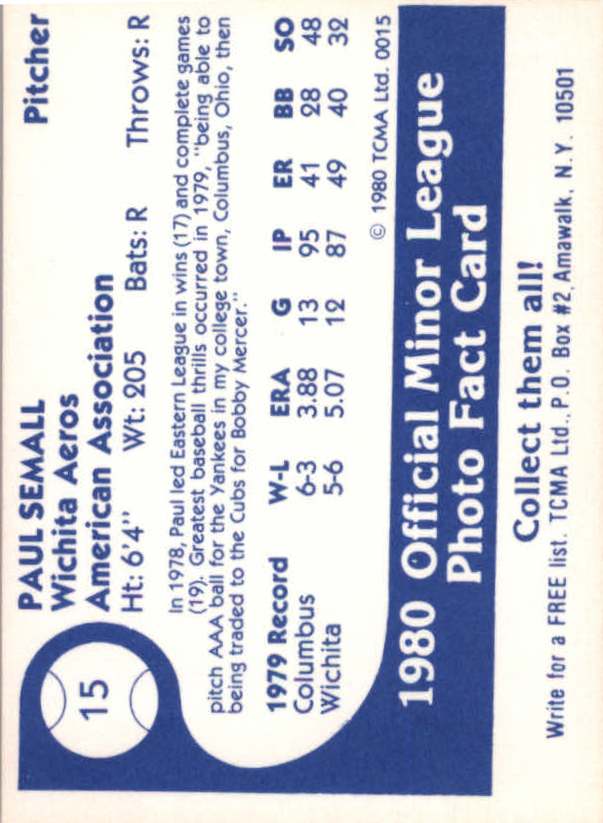 15
PAUL SEMALL Pitcher
Wichita Aeros
American Association
Ht: 6'4" Wt: 205 Bats: R Throws: R
In 1978, Paul led Eastern League in wins (17) and complete games
(19). Greatest baseball thrills occurred in 1979, "being able to
pitch AAA ball for the Yankees in my college town, Columbus, Ohio, then
being traded to the Cubs for Bobby Mercer."
1979 Record W-L ERA G IP ER BB SO
Columbus 6-3 3.88 13 95 41 28 48
Wichita 5-6 5.07 12 87 49 40 32
© 1980 TCMA Ltd. 0015
1980 Official Minor League
Photo Fact Card
Collect them all!
Write for a FREE list. TCMA Ltd., P.O. Box #2, Amawalk, N.Y. 10501